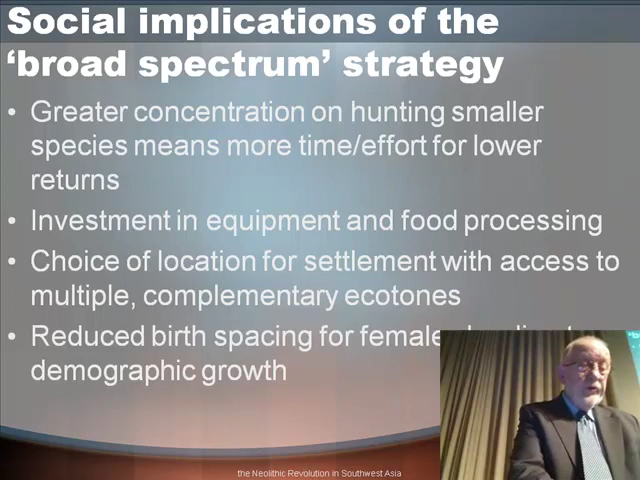 Social implications of the
‘broad spectrum’ strategy
• Greater concentration on hunting smaller
species means more time/effort for lower
returns
• Investment in equipment and food processing
• Choice of location for settlement with access to
multiple, complementary ecotones
• Reduced birth spacing for
demographic growth
the Neolithic Revolution in Southwest Asia